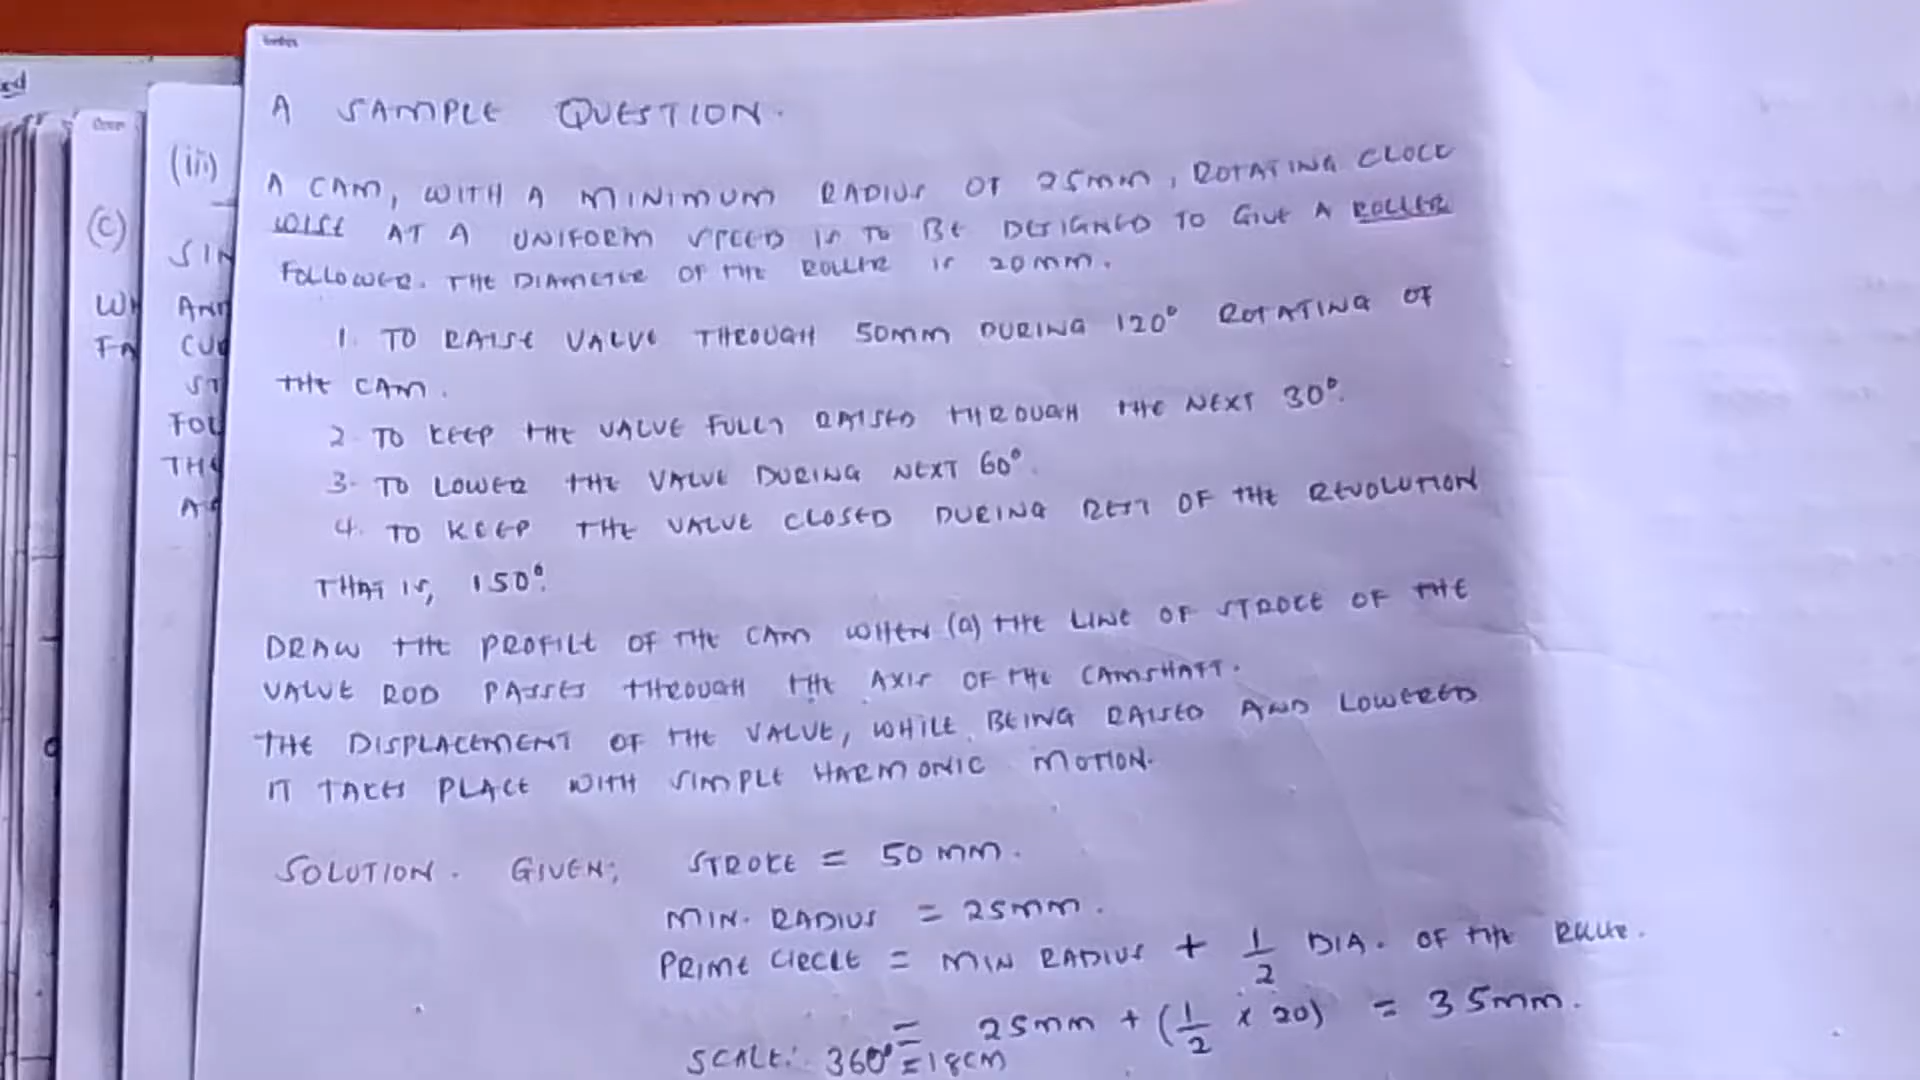 A SAMPLE QUESTION.
A CAM, WITH A MINIMUM RADIUS OF 25mm, ROTATING CLOCK
WISE AT A UNIFORM SPEED IS TO BE DESIGNED TO GIVE A ROLLER
FOLLOWER. THE DIAMETER OF THE ROLLER IS 20mm.
1. TO RAISE VALVE THROUGH 50mm DURING 120° ROTATING OF
THE CAM.
2. TO KEEP THE VALVE FULLY RAISED THROUGH THE NEXT 30°.
3. TO LOWER THE VALVE DURING NEXT 60°.
4. TO KEEP THE VALVE CLOSED DURING REST OF THE REVOLUTION
THAT IS, 150°.
DRAW THE PROFILE OF THE CAM WHEN (a) THE LINE OF STROKE OF THE
VALVE ROD PASSES THROUGH THE AXIS OF THE CAMSHAFT.
THE DISPLACEMENT OF THE VALVE, WHILE BEING RAISED AND LOWERED
IT TAKES PLACE WITH SIMPLE HARMONIC MOTION.
SOLUTION. GIVEN; STROKE = 50 mm.
MIN. RADIUS = 25mm.
PRIME CIRCLE = MIN RADIUS + 1/2 DIA. OF THE
= 25mm + (1/2 x 20) = 35mm.
SCALE: 360° = 18cm
(iii)
(c)